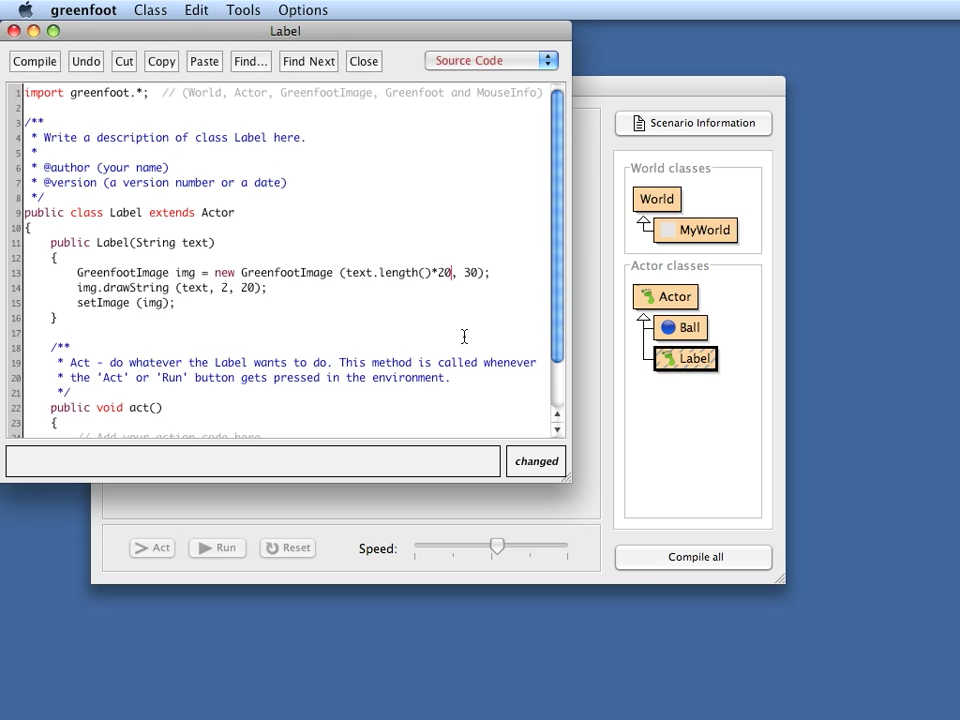 greenfoot Class Edit Tools Options
Label
Compile Undo Cut Copy Paste Find... Find Next Close Source Code
1 import greenfoot.*;  // (World, Actor, GreenfootImage, Greenfoot and MouseInfo)
2
3 /**
4  * Write a description of class Label here.
5  *
6  * @author (your name)
7  * @version (a version number or a date)
8  */
9 public class Label extends Actor
10 {
11     public Label(String text)
12     {
13         GreenfootImage img = new GreenfootImage (text.length()*20, 30);
14         img.drawString (text, 2, 20);
15         setImage (img);
16     }
17
18     /**
19      * Act - do whatever the Label wants to do. This method is called whenever
20      * the 'Act' or 'Run' button gets pressed in the environment.
21      */
22     public void act()
23     {
// Add your action code here
changed
Scenario Information
World classes
World
MyWorld
Actor classes
Actor
Ball
Label
Act Run Reset Speed:
Compile all